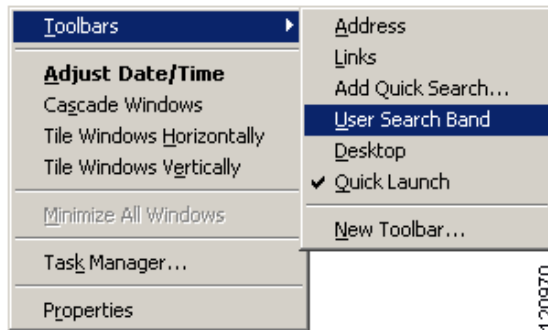 Toolbars
Adjust Date/Time
Cascade Windows
Tile Windows Horizontally
Tile Windows Vertically
Minimize All Windows
Task Manager...
Properties
Address
Links
Add Quick Search...
User Search Band
Desktop
Quick Launch
New Toolbar...
120970